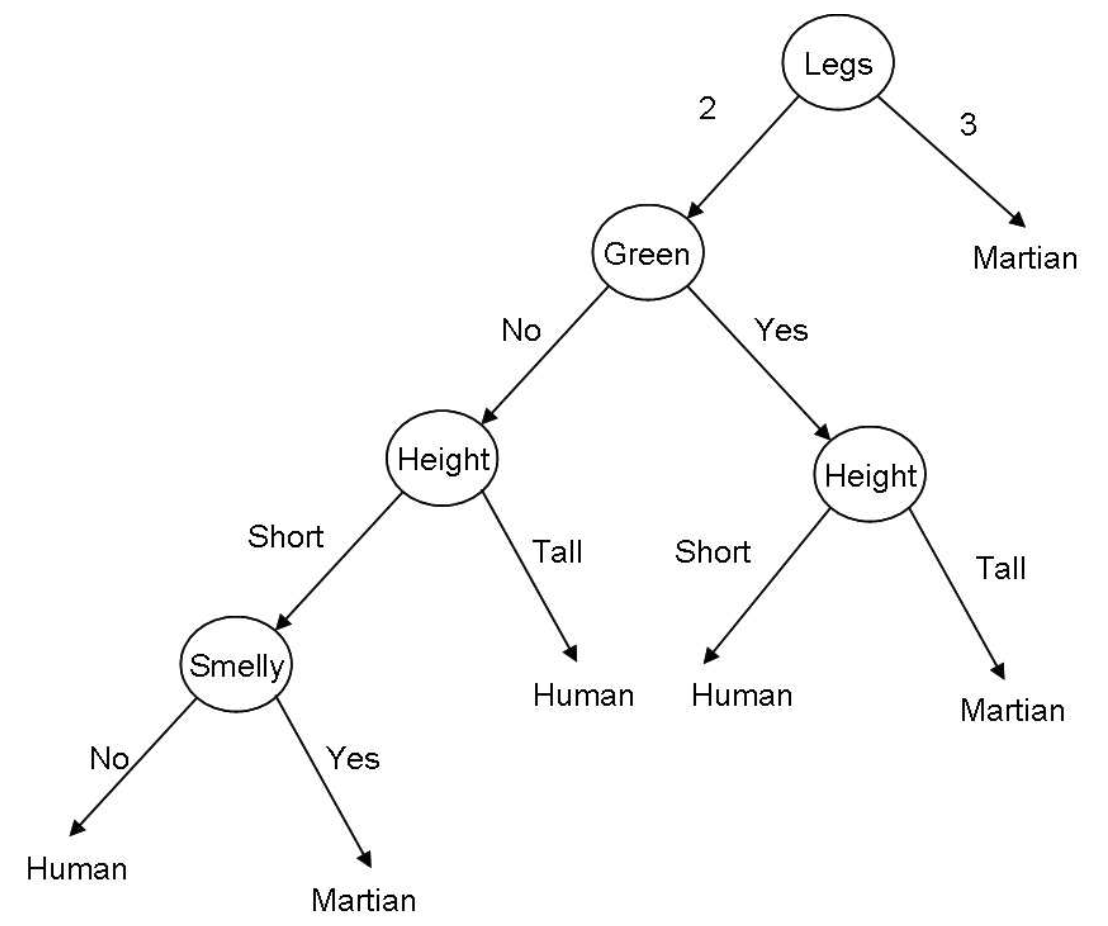 Legs
2
3
Green
Martian
No
Yes
Height
Height
Short
Tall
Short
Tall
Smelly
Human
Human
Martian
No
Yes
Human
Martian